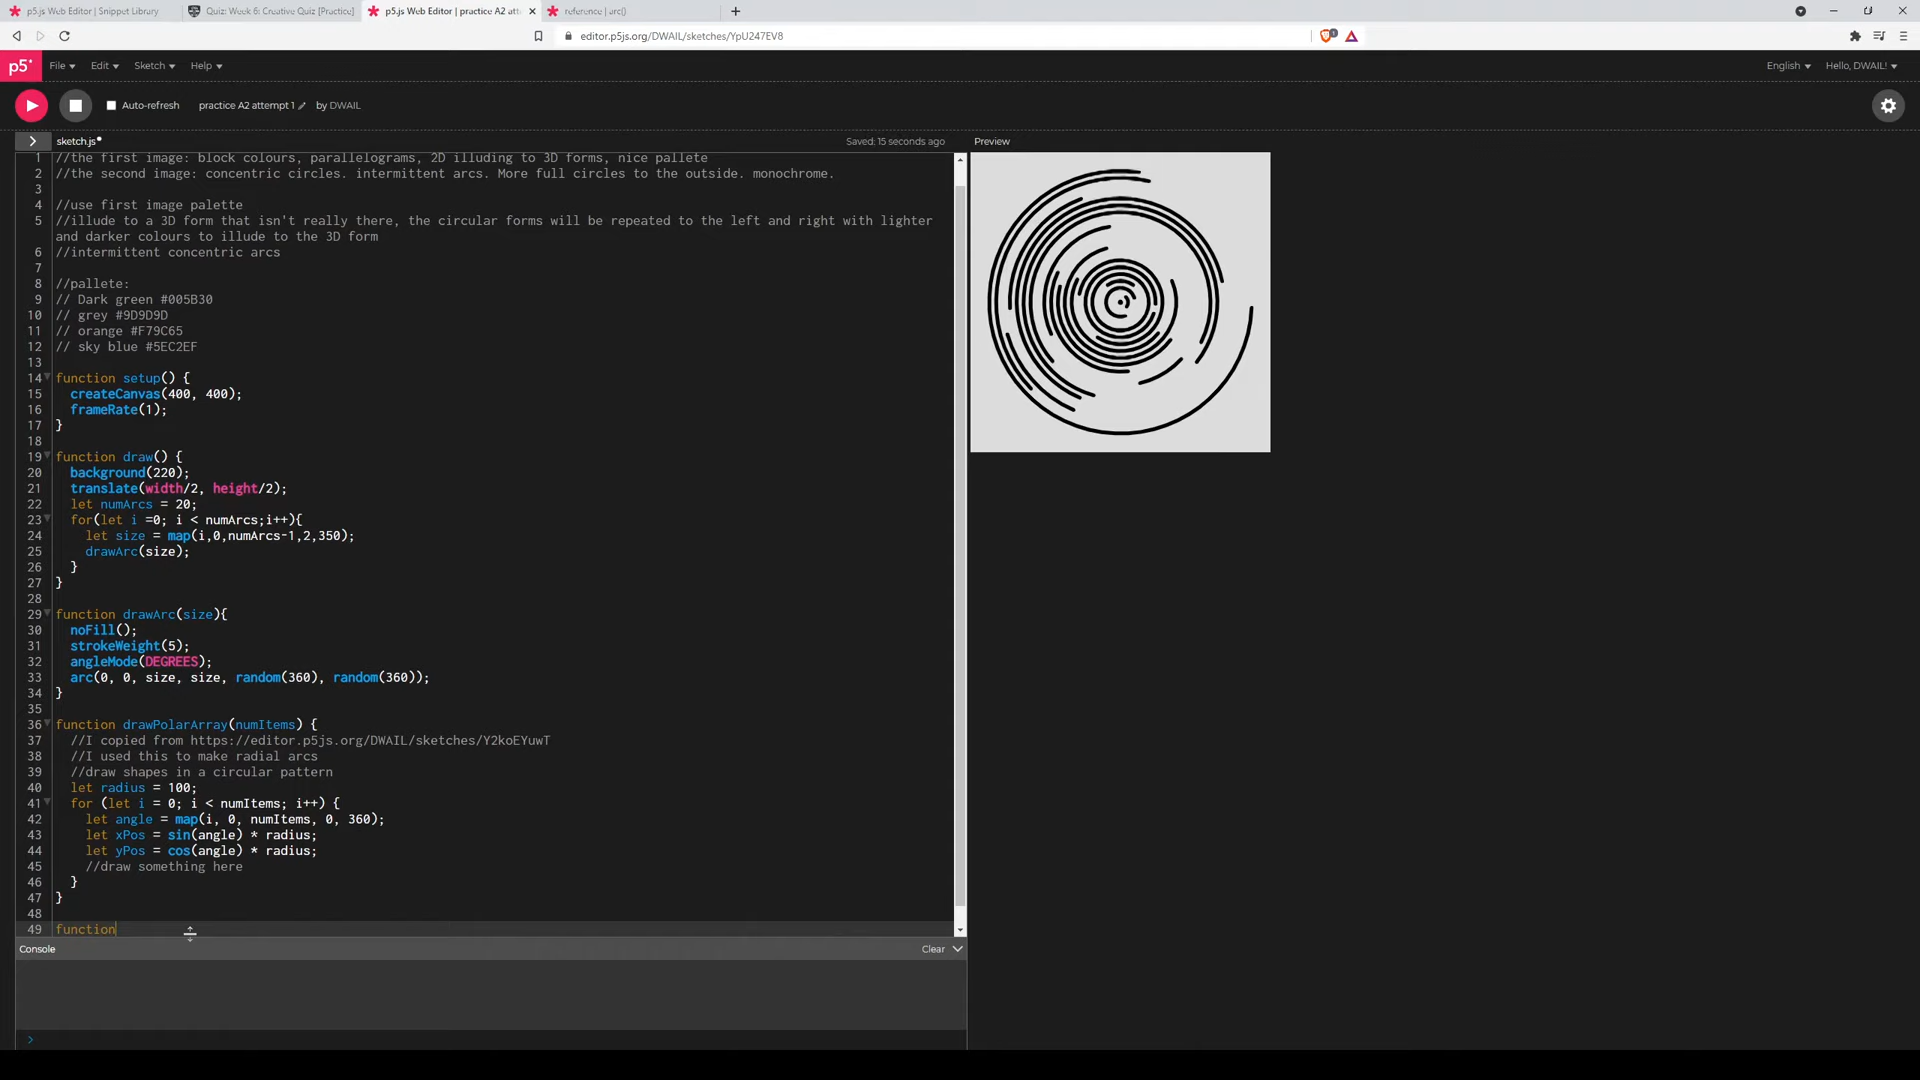 p5.js Web Editor | Snippet Library
Quiz: Week 6: Creative Quiz [Practice]
p5.js Web Editor | practice A2 att
reference | arc()
editor.p5js.org/DWAIL/sketches/YpU247EV8
1
p5*
File
Edit
Sketch
Help
English
Hello, DWAIL!
Auto-refresh
practice A2 attempt 1
by DWAIL
sketch.js
Saved: 15 seconds ago
Preview
1 //the first image: block colours, parallelograms, 2D illuding to 3D forms, nice pallete
2 //the second image: concentric circles. intermittent arcs. More full circles to the outside. monochrome.
3
4 //use first image palette
5 //illude to a 3D form that isn't really there, the circular forms will be repeated to the left and right with lighter
and darker colours to illude to the 3D form
6 //intermittent concentric arcs
7
8 //pallete:
9 // Dark green #005B30
10 // grey #9D9D9D
11 // orange #F79C65
12 // sky blue #5EC2EF
13
14 function setup() {
15 createCanvas(400, 400);
16 frameRate(1);
17 }
18
19 function draw() {
20 background(220);
21 translate(width/2, height/2);
22 let numArcs = 20;
23 for(let i =0; i < numArcs;i++){
24 let size = map(i,0,numArcs-1,2,350);
25 drawArc(size);
26 }
27 }
28
29 function drawArc(size){
30 noFill();
31 strokeWeight(5);
32 angleMode(DEGREES);
33 arc(0, 0, size, size, random(360), random(360));
34 }
35
36 function drawPolarArray(numItems) {
37 //I copied from https://editor.p5js.org/DWAIL/sketches/Y2koEYuwT
38 //I used this to make radial arcs
39 //draw shapes in a circular pattern
40 let radius = 100;
41 for (let i = 0; i < numItems; i++) {
42 let angle = map(i, 0, numItems, 0, 360);
43 let xPos = sin(angle) * radius;
44 let yPos = cos(angle) * radius;
45 //draw something here
46 }
47 }
48
49 function
Console
Clear
>